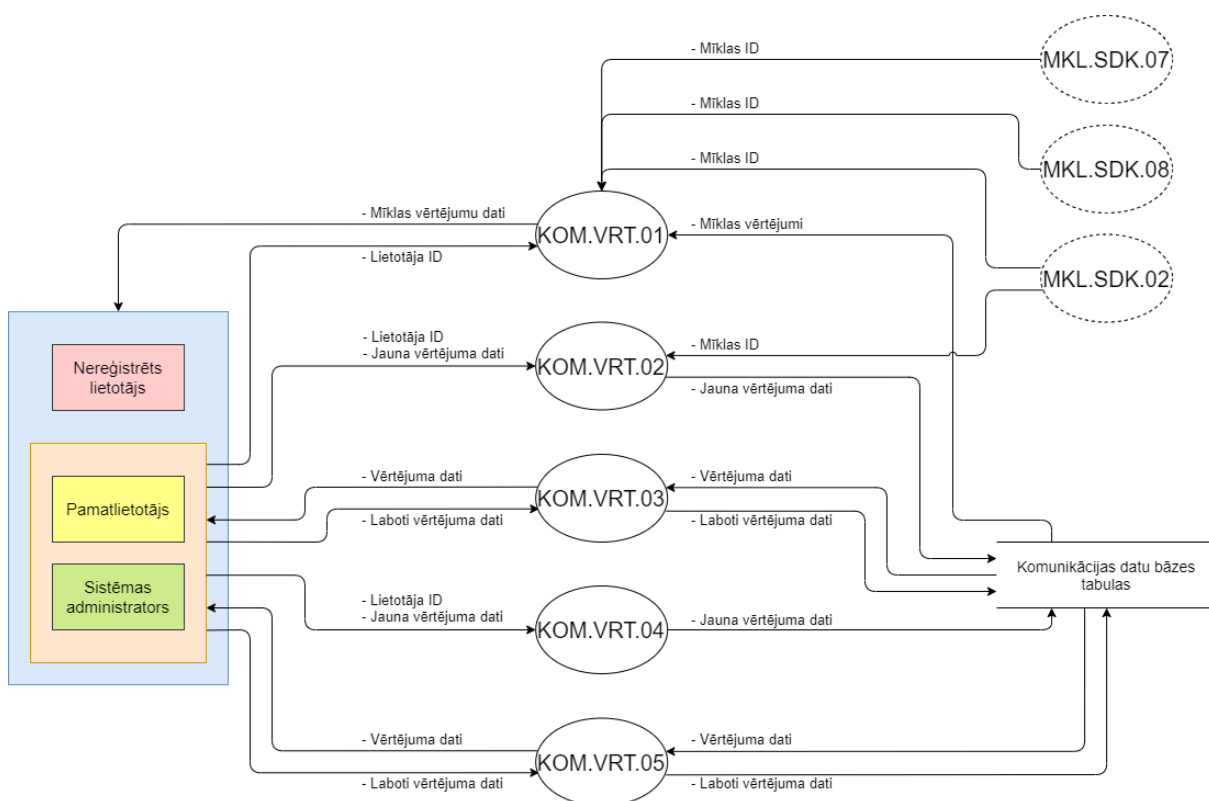 - Mīklas ID
MKL.SDK.07
- Mīklas ID
MKL.SDK.08
- Mīklas ID
- Mīklas vērtējumu dati
KOM.VRT.01
- Mīklas vērtējumi
- Lietotāja ID
MKL.SDK.02
- Lietotāja ID
- Jauna vērtējuma dati
KOM.VRT.02
- Mīklas ID
- Jauna vērtējuma dati
Nereģistrēts
lietotājs
- Vērtējuma dati
KOM.VRT.03
- Vērtējuma dati
- Laboti vērtējuma dati
- Laboti vērtējuma dati
Pamatlietotājs
Komunikācijas datu bāzes
tabulas
Sistēmas
administrators
- Lietotāja ID
- Jauna vērtējuma dati
KOM.VRT.04
- Jauna vērtējuma dati
- Vērtējuma dati
KOM.VRT.05
- Vērtējuma dati
- Laboti vērtējuma dati
- Laboti vērtējuma dati